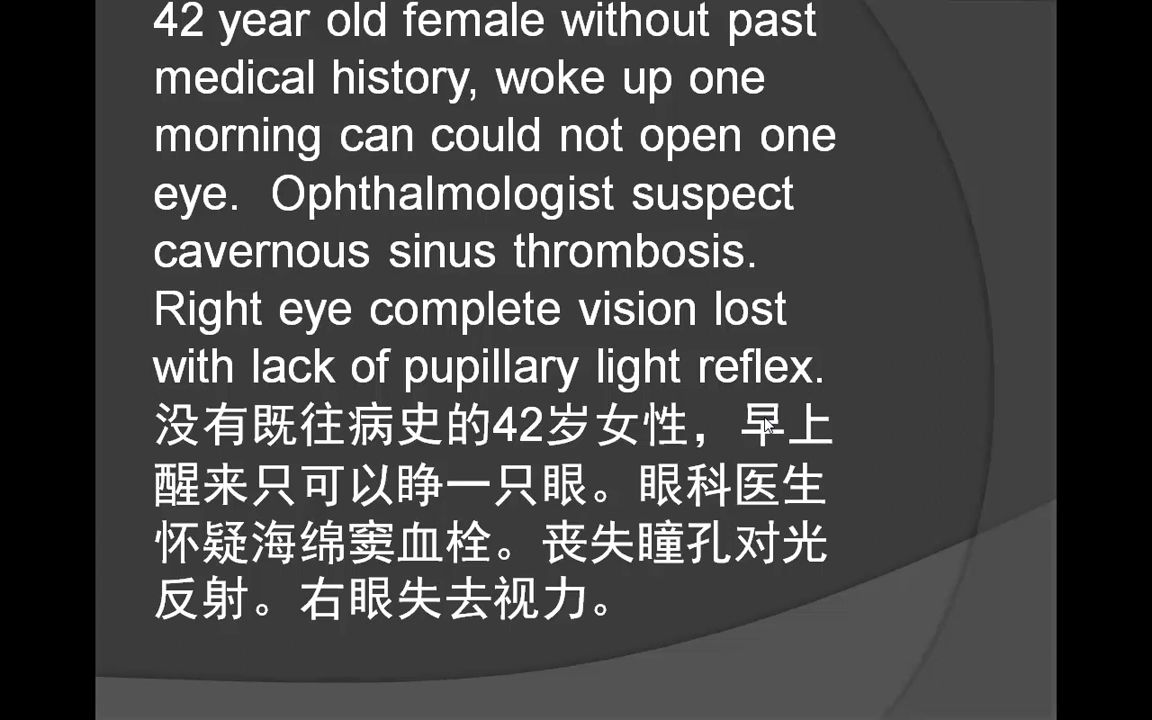 42 year old female without past
medical history, woke up one
morning can could not open one
eye.  Ophthalmologist suspect
cavernous sinus thrombosis.
Right eye complete vision lost
with lack of pupillary light reflex.
没有既往病史的42岁女性，早上
醒来只可以睁一只眼。眼科医生
怀疑海绵窦血栓。丧失瞳孔对光
反射。右眼失去视力。